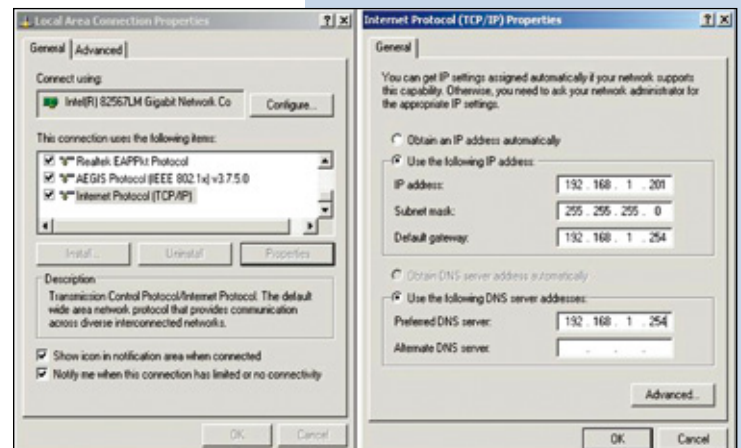 Local Area Connection Properties
General
Advanced
Connect using:
Intel(R) 82567LM Gigabit Network Co
Configure...
This connection uses the following items:
Realtek EAPPkt Protocol
AEGIS Protocol (IEEE 802.1x) v3.7.5.0
Internet Protocol (TCP/IP)
Install...
Uninstall
Properties
Description
Transmission Control Protocol/Internet Protocol. The default
wide area network protocol that provides communication
across diverse interconnected networks.
Show icon in notification area when connected
Notify me when this connection has limited or no connectivity
OK
Cancel
Internet Protocol (TCP/IP) Properties
General
You can get IP settings assigned automatically if your network supports
this capability. Otherwise, you need to ask your network administrator for
the appropriate IP settings.
Obtain an IP address automatically
Use the following IP address:
IP address:
192 . 168 . 1 . 201
Subnet mask:
255 . 255 . 255 . 0
Default gateway:
192 . 168 . 1 . 254
Obtain DNS server address automatically
Use the following DNS server addresses:
Preferred DNS server:
192 . 168 . 1 . 254
Alternate DNS server:
. . .
Advanced...
OK
Cancel